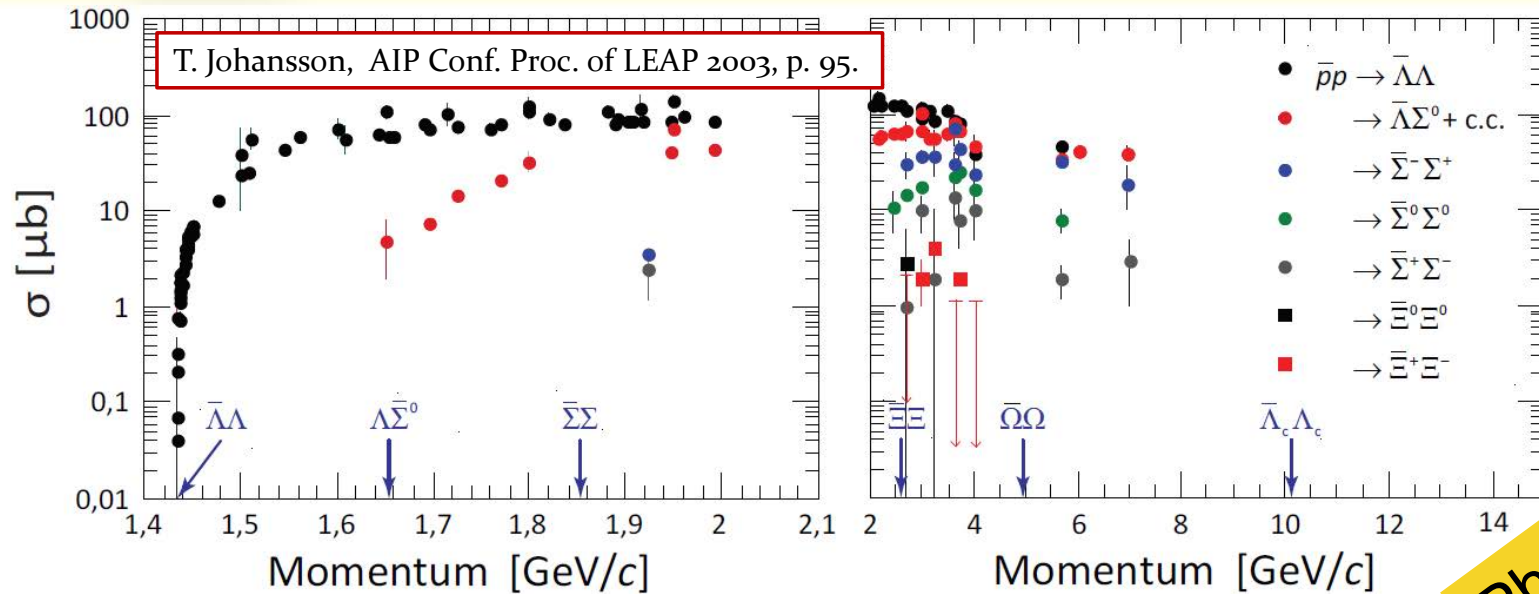 T. Johansson, AIP Conf. Proc. of LEAP 2003, p. 95.
σ [μb]
1000
100
10
1
0,1
0,01
Λ̅Λ
ΛΣ̅⁰
Σ̅Σ
1,4 1,5 1,6 1,7 1,8 1,9 2 2,1
Momentum [GeV/c]
p̅p → Λ̅Λ
→ Λ̅Σ⁰ + c.c.
→ Σ̅⁻Σ⁺
→ Σ̅⁰Σ⁰
→ Σ̅⁺Σ⁻
→ Ξ̅⁰Ξ⁰
→ Ξ̅⁺Ξ⁻
Ξ̅Ξ
Ω̅Ω
Λ̅c Λc
2 4 6 8 10 12 14
Momentum [GeV/c]